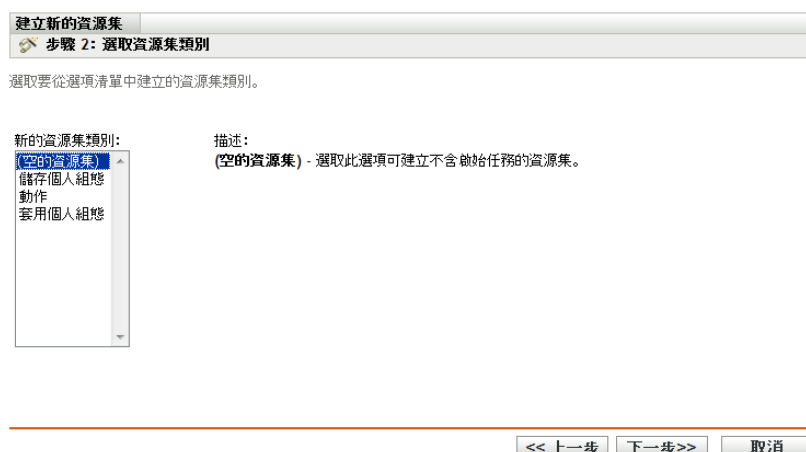 建立新的資源集
步驟 2: 選取資源集類別
選取要從選項清單中建立的資源集類別。
新的資源集類別:
描述:
(空的資源集)
(空的資源集) - 選取此選項可建立不含啟始任務的資源集。
儲存個人組態
動作
套用個人組態
<< 上一步
下一步>>
取消